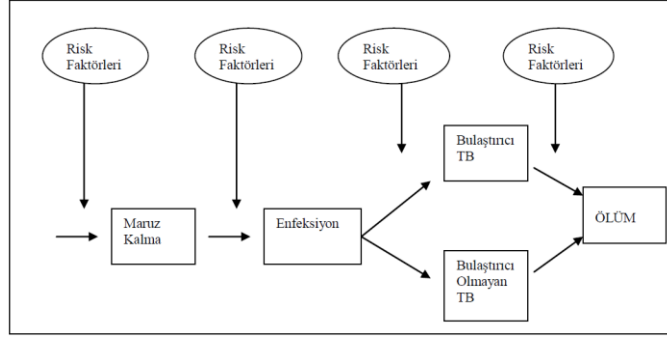 Risk
Faktörleri
Risk
Faktörleri
Risk
Faktörleri
Risk
Faktörleri
Bulaştırıcı
TB
Maruz
Kalma
Enfeksiyon
ÖLÜM
Bulaştırıcı
Olmayan
TB